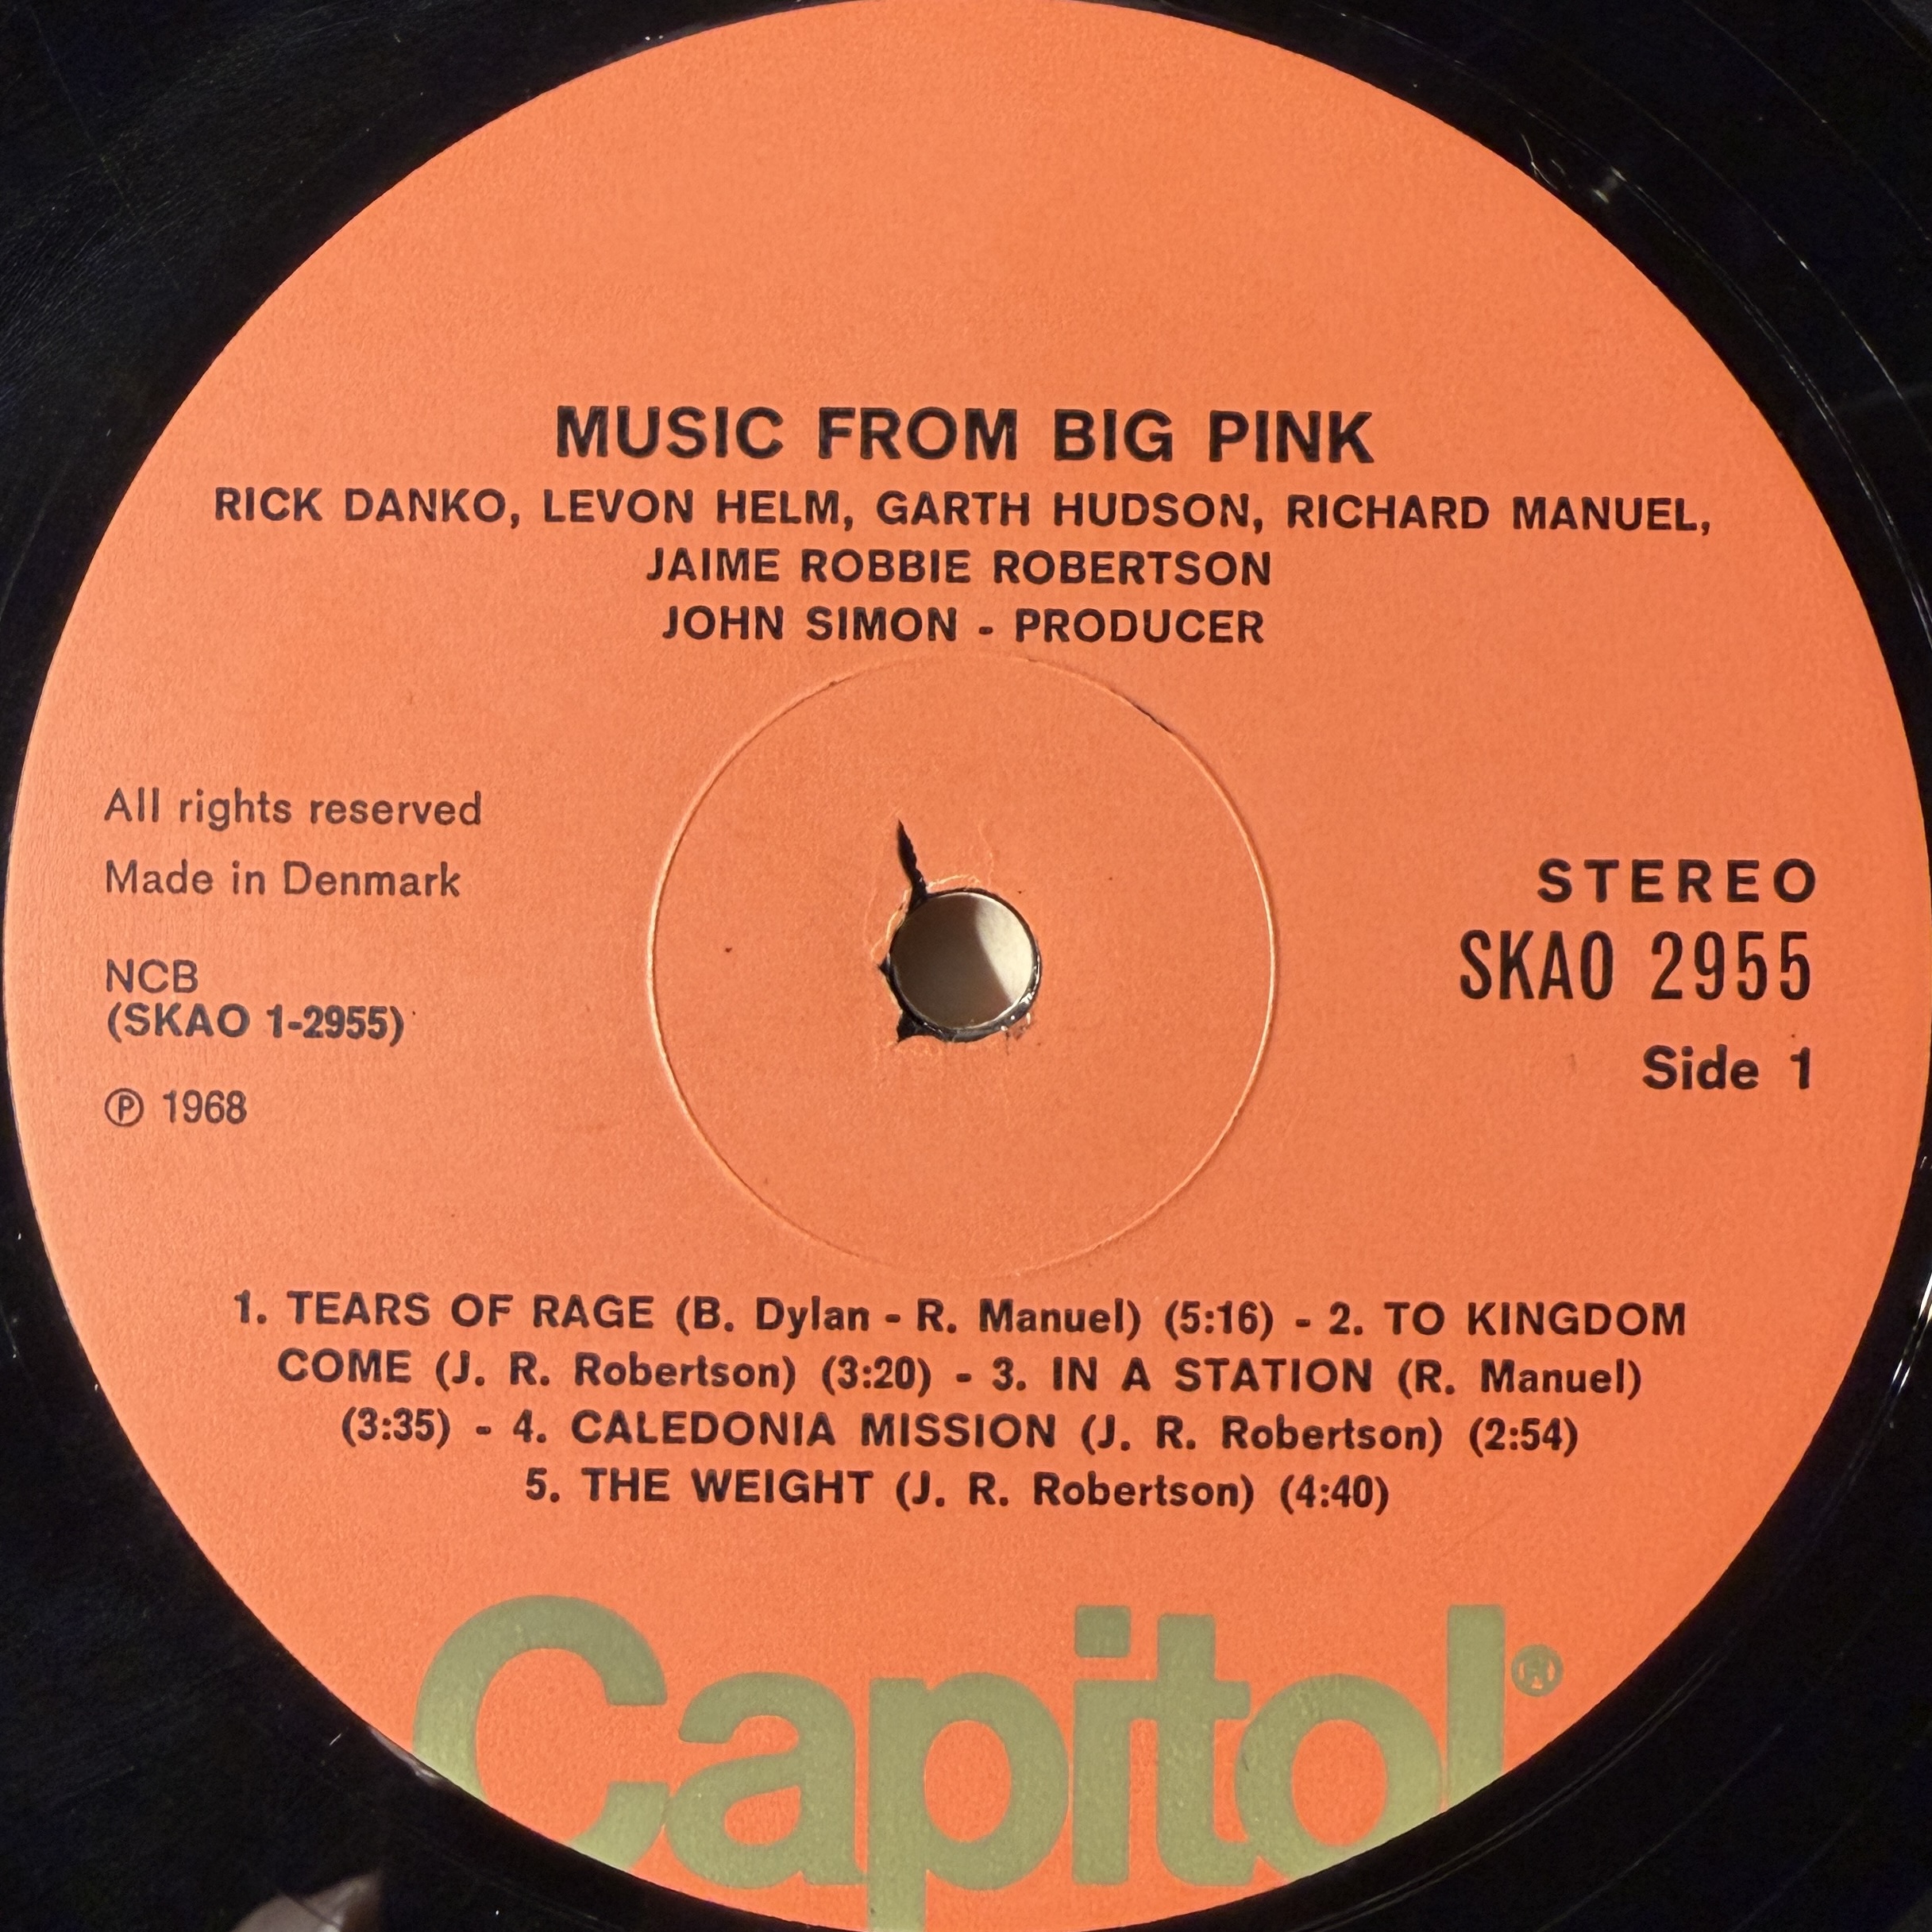 MUSIC FROM BIG PINK
RICK DANKO, LEVON HELM, GARTH HUDSON, RICHARD MANUEL,
JAIME ROBBIE ROBERTSON
JOHN SIMON - PRODUCER
All rights reserved
Made in Denmark
NCB
(SKAO 1-2955)
Ⓟ 1968
STEREO
SKAO 2955
Side 1
1. TEARS OF RAGE (B. Dylan - R. Manuel) (5:16) - 2. TO KINGDOM
COME (J. R. Robertson) (3:20) - 3. IN A STATION (R. Manuel)
(3:35) - 4. CALEDONIA MISSION (J. R. Robertson) (2:54)
5. THE WEIGHT (J. R. Robertson) (4:40)
Capitol®